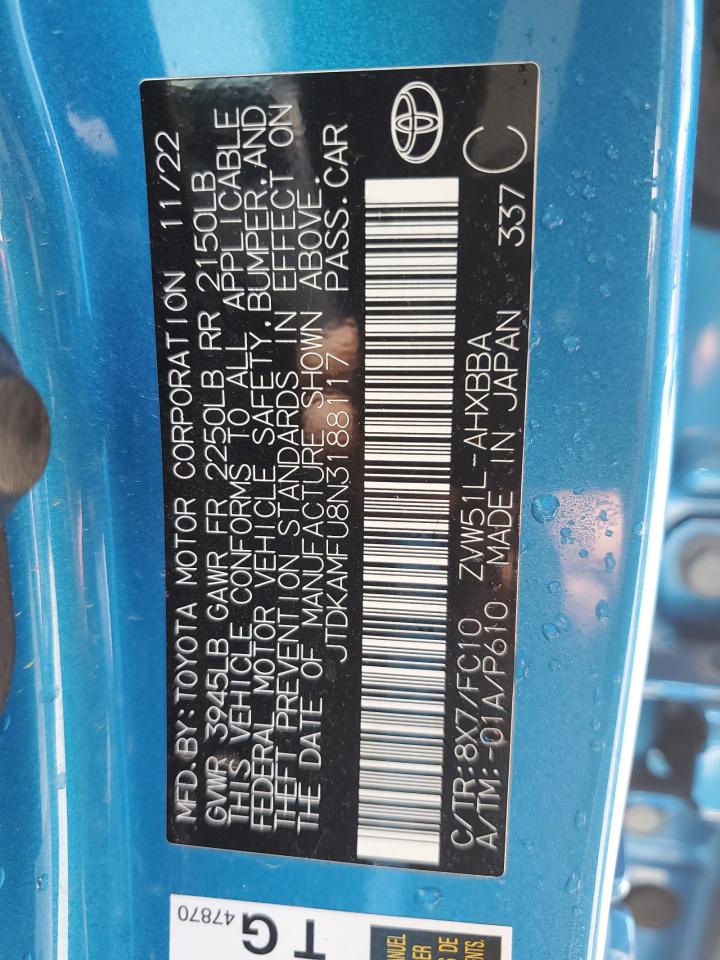 MFD BY: TOYOTA MOTOR CORPORATION 11/22
GVWR 3945LB GAWR FR 2250LB RR 2150LB
THIS VEHICLE CONFORMS TO ALL APPLICABLE
FEDERAL MOTOR VEHICLE SAFETY, BUMPER, AND
THEFT PREVENTION STANDARDS IN EFFECT ON
THE DATE OF MANUFACTURE SHOWN ABOVE.
JTDKAMFU8N3188117 PASS. CAR
C/TR: 8X7/FC10 ZVW51L-AHXBBA
A/TM: -01A/P610 MADE IN JAPAN 337 C
47870
TG